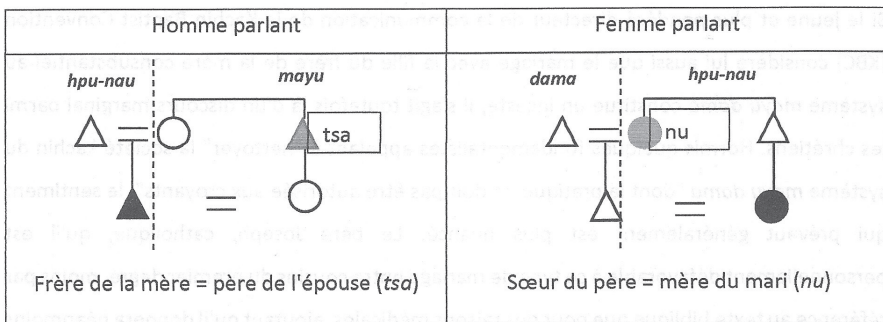 Homme parlant
Femme parlant
hpu-nau
mayu
dama
hpu-nau
tsa
nu
=
=
=
=
Frère de la mère = père de l'épouse (tsa)
Sœur du père = mère du mari (nu)